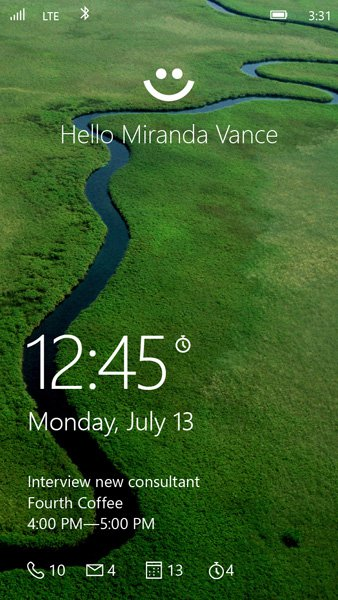 LTE 3:31
Hello Miranda Vance
12:45
Monday, July 13
Interview new consultant
Fourth Coffee
4:00 PM—5:00 PM
10 4 13 4